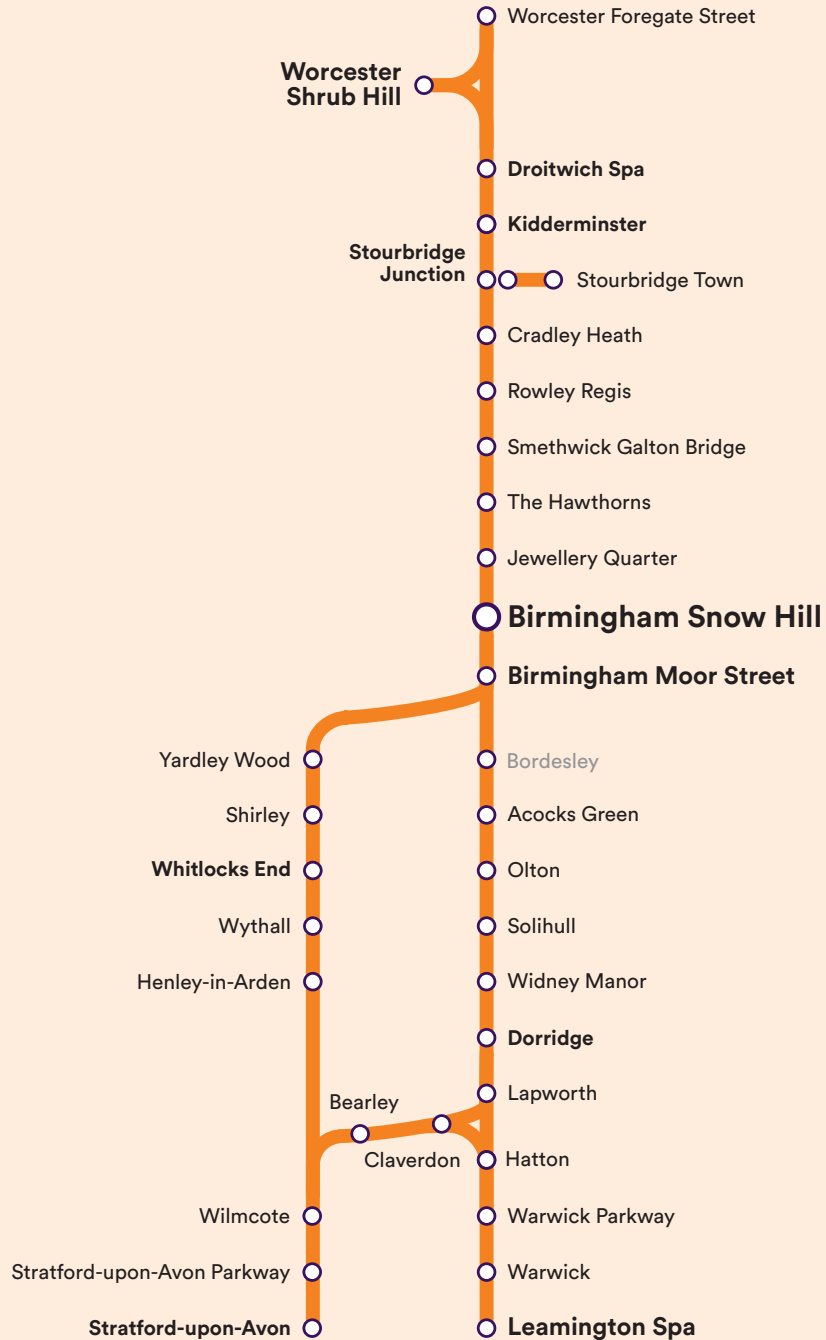 Worcester Foregate Street
Worcester
Shrub Hill
Droitwich Spa
Kidderminster
Stourbridge
Junction
Stourbridge Town
Cradley Heath
Rowley Regis
Smethwick Galton Bridge
The Hawthorns
Jewellery Quarter
Birmingham Snow Hill
Birmingham Moor Street
Yardley Wood
Bordesley
Shirley
Acocks Green
Whitlocks End
Olton
Wythall
Solihull
Henley-in-Arden
Widney Manor
Dorridge
Lapworth
Bearley
Claverdon
Hatton
Wilmcote
Warwick Parkway
Stratford-upon-Avon Parkway
Warwick
Stratford-upon-Avon
Leamington Spa